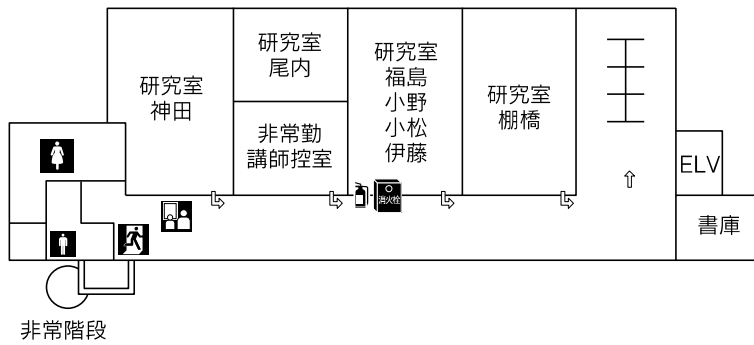 研究室
神田
研究室
尾内
非常勤
講師控室
研究室
福島
小野
小松
伊藤
研究室
棚橋
消火栓
ELV
書庫
非常階段